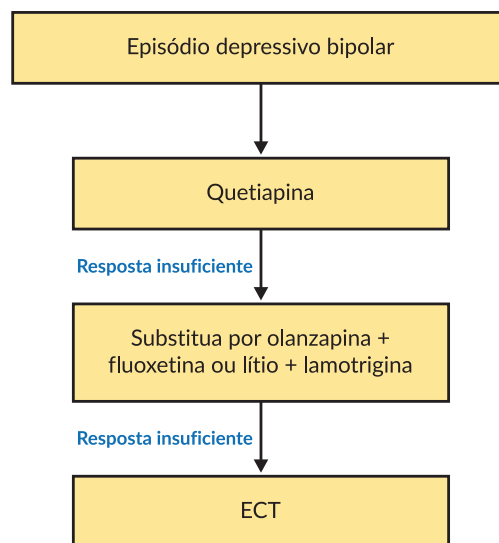 Episódio depressivo bipolar
Quetiapina
Resposta insuficiente
Substitua por olanzapina +
fluoxetina ou lítio + lamotrigina
Resposta insuficiente
ECT